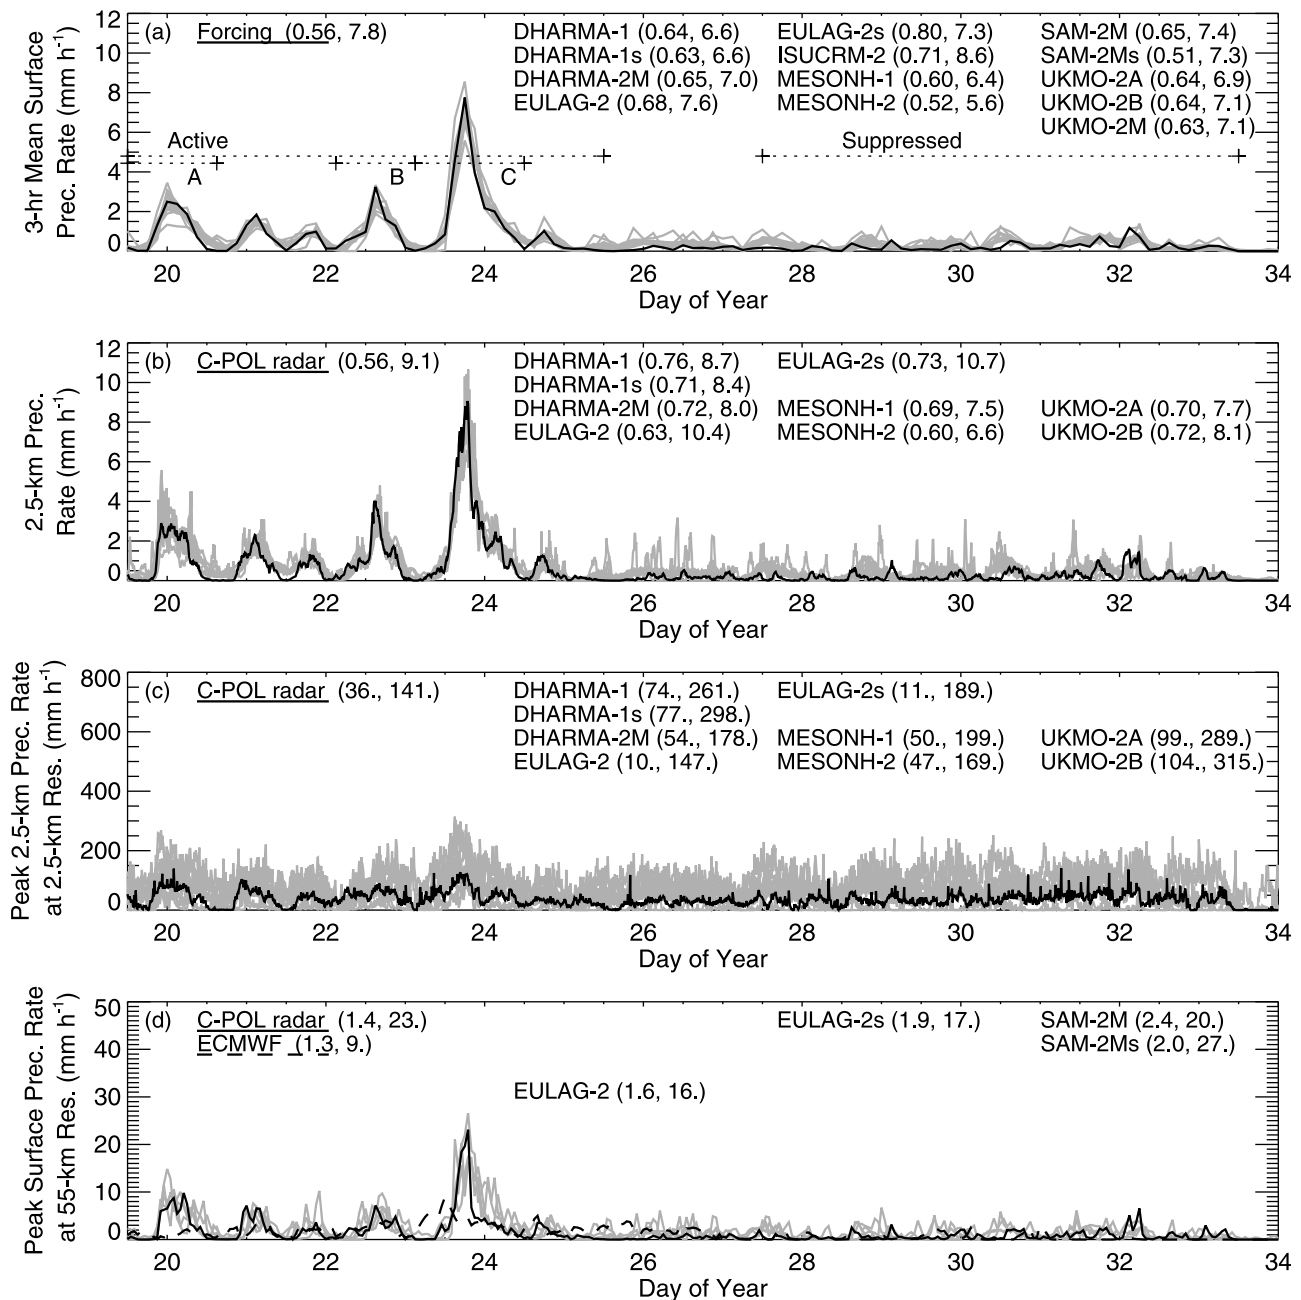 (a) Forcing (0.56, 7.8) DHARMA-1 (0.64, 6.6) EULAG-2s (0.80, 7.3) SAM-2M (0.65, 7.4)
DHARMA-1s (0.63, 6.6) ISUCRM-2 (0.71, 8.6) SAM-2Ms (0.51, 7.3)
DHARMA-2M (0.65, 7.0) MESONH-1 (0.60, 6.4) UKMO-2A (0.64, 6.9)
EULAG-2 (0.68, 7.6) MESONH-2 (0.52, 5.6) UKMO-2B (0.64, 7.1)
UKMO-2M (0.63, 7.1)
Active Suppressed
A B C
12
10
8
6
4
2
0
3-hr Mean Surface
Prec. Rate (mm h⁻¹)
20 22 24 26 28 30 32 34
Day of Year
(b) C-POL radar (0.56, 9.1) DHARMA-1 (0.76, 8.7) EULAG-2s (0.73, 10.7)
DHARMA-1s (0.71, 8.4)
DHARMA-2M (0.72, 8.0) MESONH-1 (0.69, 7.5) UKMO-2A (0.70, 7.7)
EULAG-2 (0.63, 10.4) MESONH-2 (0.60, 6.6) UKMO-2B (0.72, 8.1)
12
10
8
6
4
2
0
2.5-km Prec.
Rate (mm h⁻¹)
20 22 24 26 28 30 32 34
Day of Year
(c) C-POL radar (36., 141.) DHARMA-1 (74., 261.) EULAG-2s (11., 189.)
DHARMA-1s (77., 298.)
DHARMA-2M (54., 178.) MESONH-1 (50., 199.) UKMO-2A (99., 289.)
EULAG-2 (10., 147.) MESONH-2 (47., 169.) UKMO-2B (104., 315.)
800
600
400
200
0
Peak 2.5-km Prec. Rate
at 2.5-km Res. (mm h⁻¹)
20 22 24 26 28 30 32 34
Day of Year
(d) C-POL radar (1.4, 23.) EULAG-2s (1.9, 17.) SAM-2M (2.4, 20.)
ECMWF (1.3, 9.) SAM-2Ms (2.0, 27.)
EULAG-2 (1.6, 16.)
50
40
30
20
10
0
Peak Surface Prec. Rate
at 55-km Res. (mm h⁻¹)
20 22 24 26 28 30 32 34
Day of Year